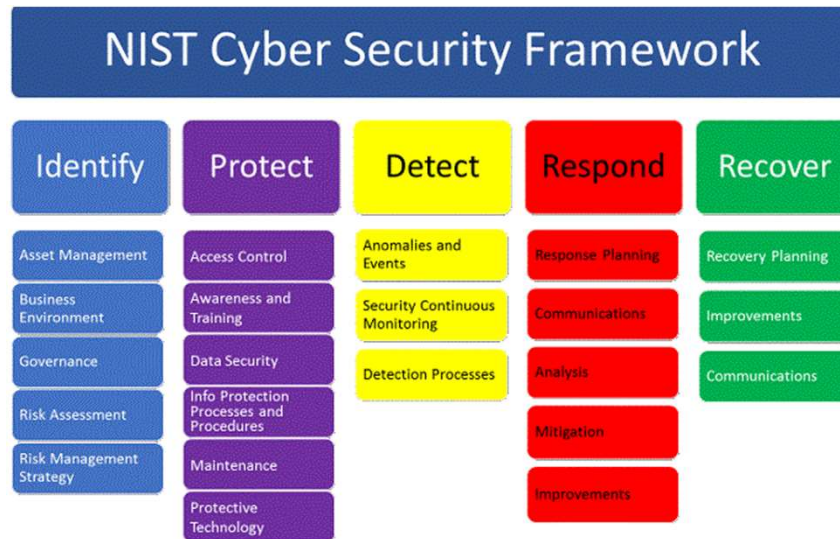 NIST Cyber Security Framework
Identify
Protect
Detect
Respond
Recover
Asset Management
Business
Environment
Governance
Risk Assessment
Risk Management
Strategy
Access Control
Awareness and
Training
Data Security
Info Protection
Processes and
Procedures
Maintenance
Protective
Technology
Anomalies and
Events
Security Continuous
Monitoring
Detection Processes
Response Planning
Communications
Analysis
Mitigation
Improvements
Recovery Planning
Improvements
Communications